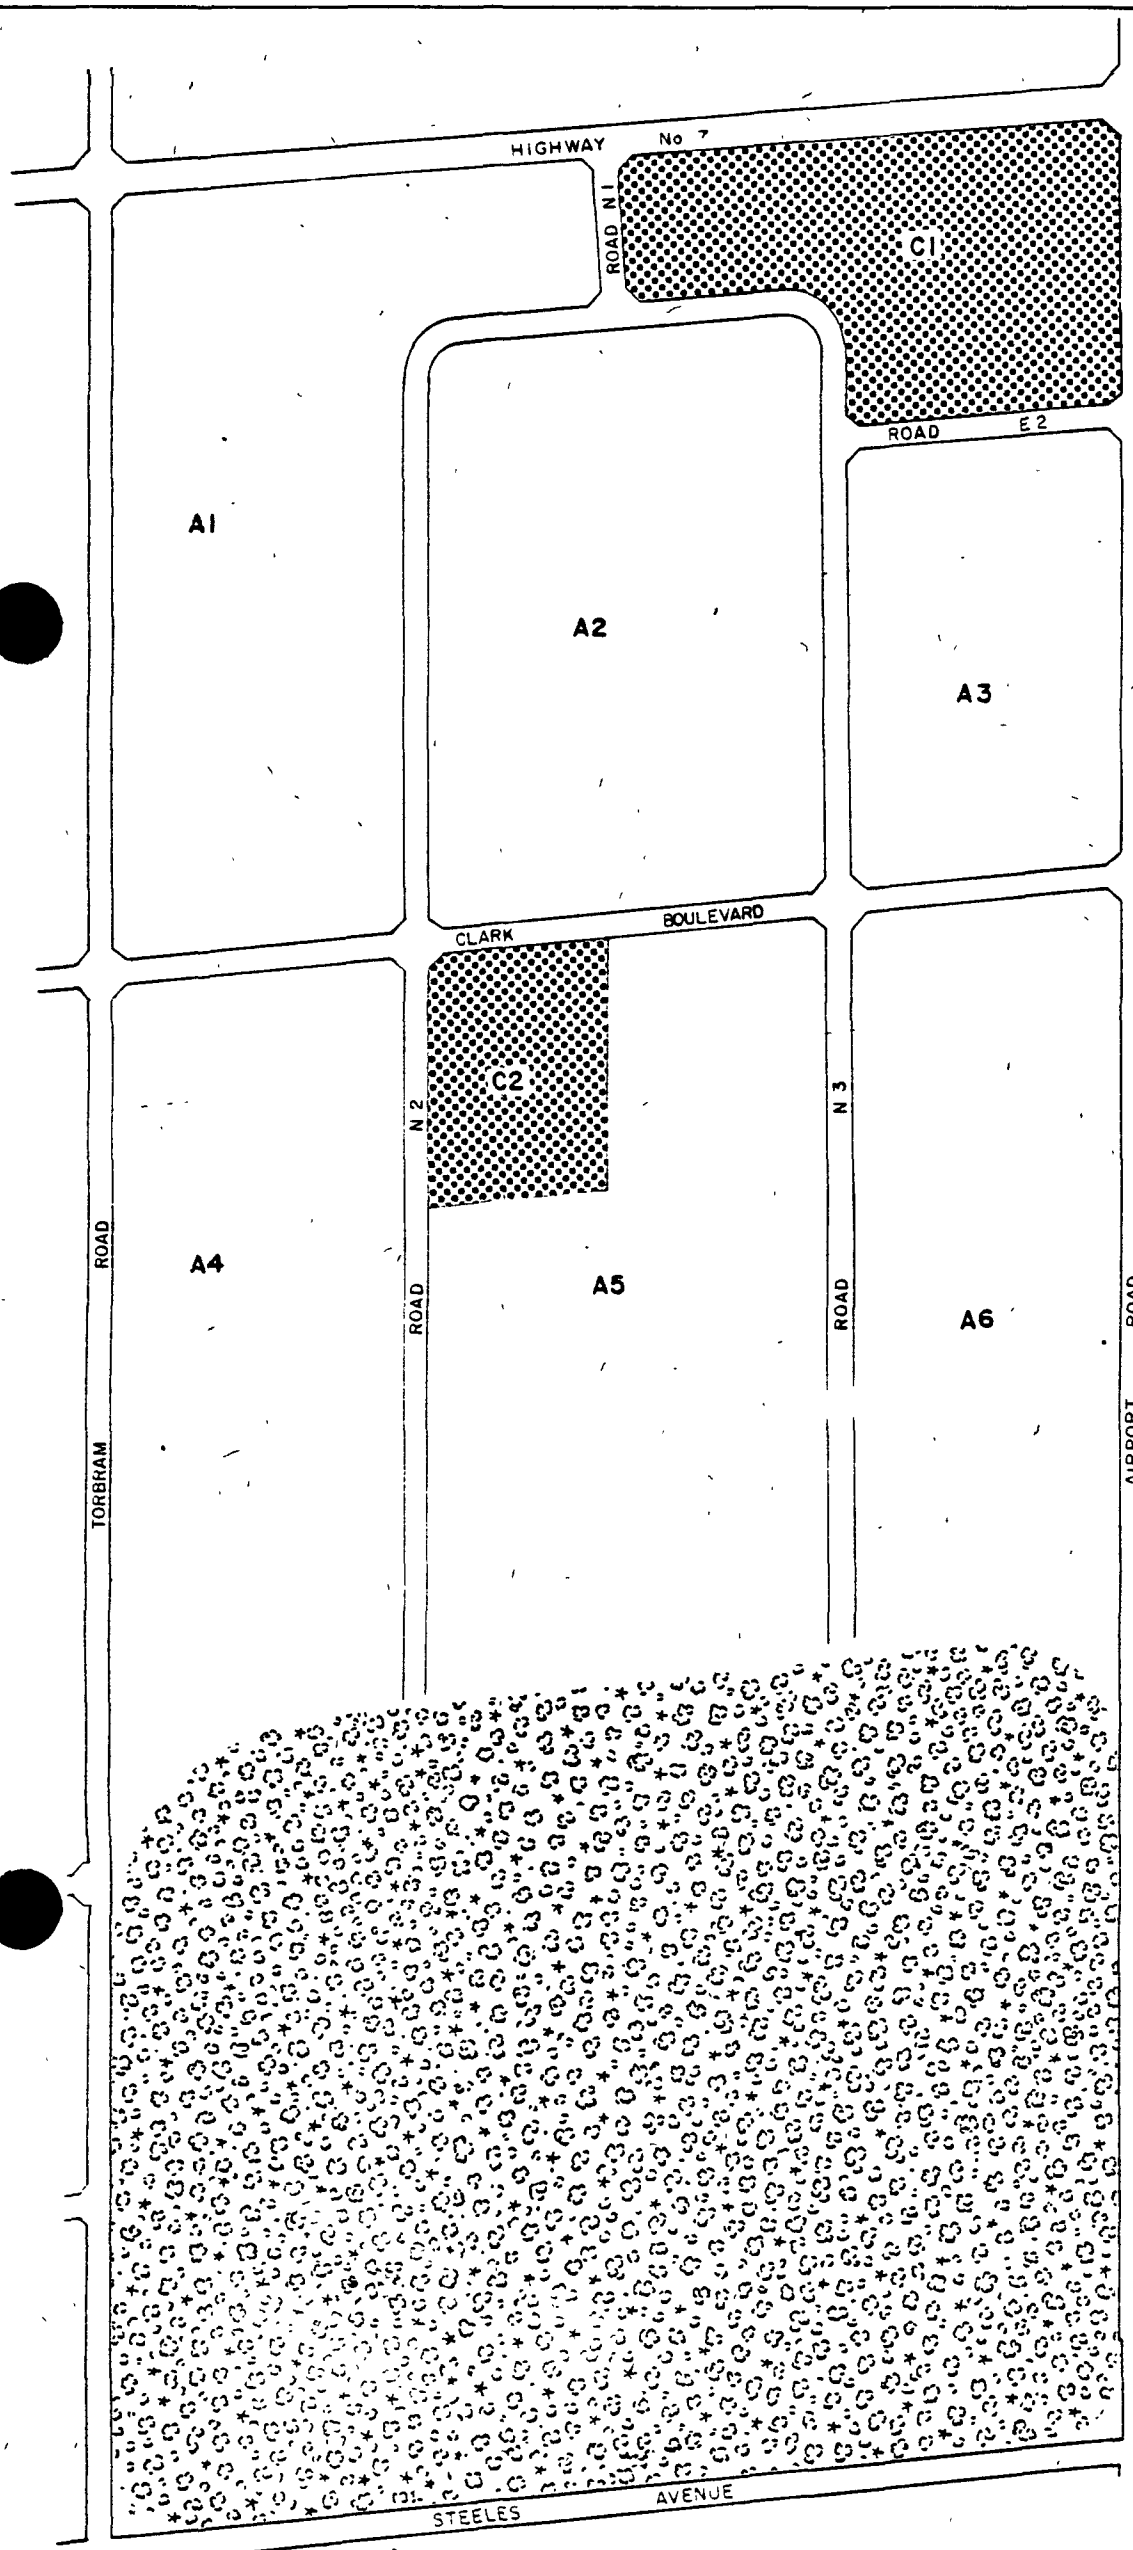 HIGHWAY No 7
ROAD N1
C1
ROAD E2
A1
A2
A3
CLARK BOULEVARD
C2
N2
N3
ROAD
A4
ROAD
A5
ROAD
A6
ROAD
TORBRAM
AIRPORT
STEELES AVENUE